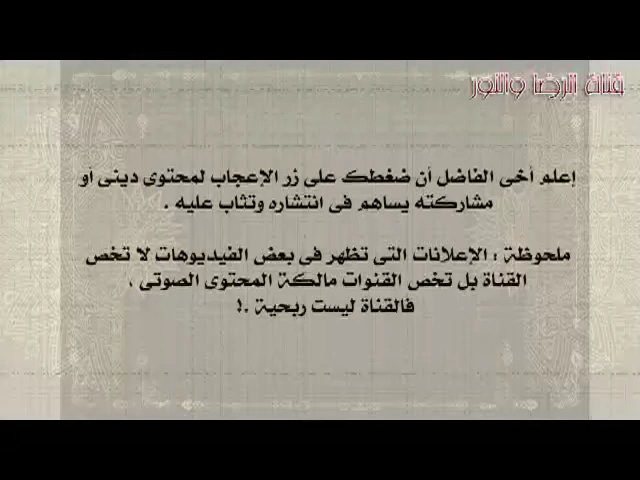 قناة الرضا والنور
إعلم أخى الفاضل أن ضغطك على زر الإعجاب لمحتوى دينى أو
مشاركته يساهم فى انتشاره وتثاب عليه .
ملحوظة : الإعلانات التى تظهر فى بعض الفيديوهات لا تخص
القناة بل تخص القنوات مالكة المحتوى الصوتى ،
فالقناة ليست ربحية .!